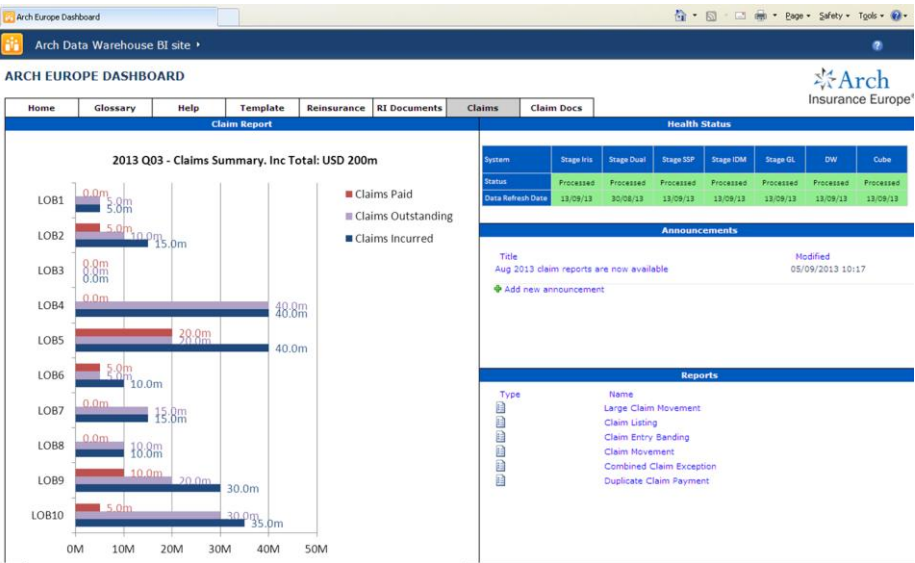 Arch Europe Dashboard
Page Safety Tools
Arch Data Warehouse BI site
ARCH EUROPE DASHBOARD
Arch
Insurance Europe®
Home Glossary Help Template Reinsurance RI Documents Claims Claim Docs
Claim Report
2013 Q03 - Claims Summary. Inc Total: USD 200m
Claims Paid
Claims Outstanding
Claims Incurred
LOB1 0.0m 5.0m 5.0m
LOB2 5.0m 10.0m 15.0m
LOB3 0.0m 0.0m 0.0m
LOB4 0.0m 40.0m 40.0m
LOB5 20.0m 20.0m 40.0m
LOB6 5.0m 5.0m 10.0m
LOB7 0.0m 15.0m 15.0m
LOB8 0.0m 10.0m 10.0m
LOB9 10.0m 20.0m 30.0m
LOB10 5.0m 30.0m 35.0m
0M 10M 20M 30M 40M 50M
Health Status
System Stage Iris Stage Dual Stage SSP Stage IDM Stage GL DW Cube
Status Processed Processed Processed Processed Processed Processed Processed
Data Refresh Date 13/09/13 30/08/13 13/09/13 13/09/13 13/09/13 13/09/13 13/09/13
Announcements
Title Modified
Aug 2013 claim reports are now available 05/09/2013 10:17
Add new announcement
Reports
Type Name
Large Claim Movement
Claim Listing
Claim Entry Banding
Claim Movement
Combined Claim Exception
Duplicate Claim Payment